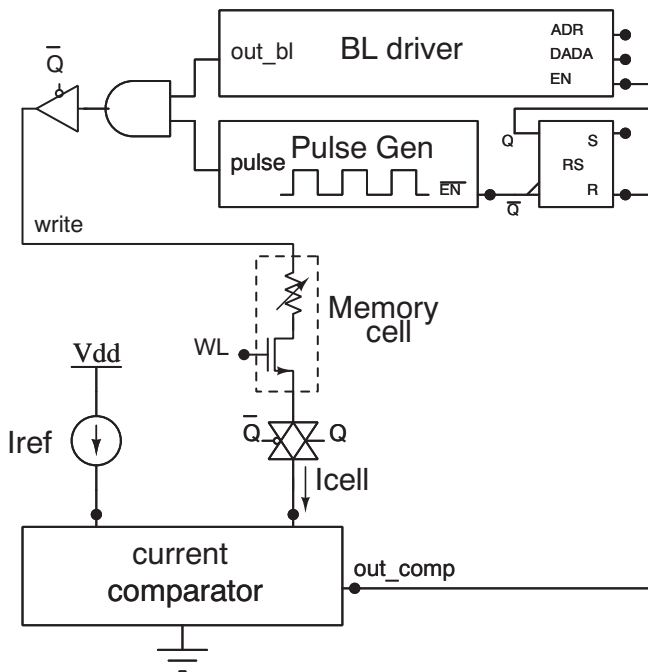 ADR
out_bl BL driver DADA
EN
Q̅
pulse Pulse Gen E̅N̅
Q S
RS
R
Q̅
write
Memory
cell
WL
Vdd
Q̅ Q
Iref
Icell
current
comparator
out_comp